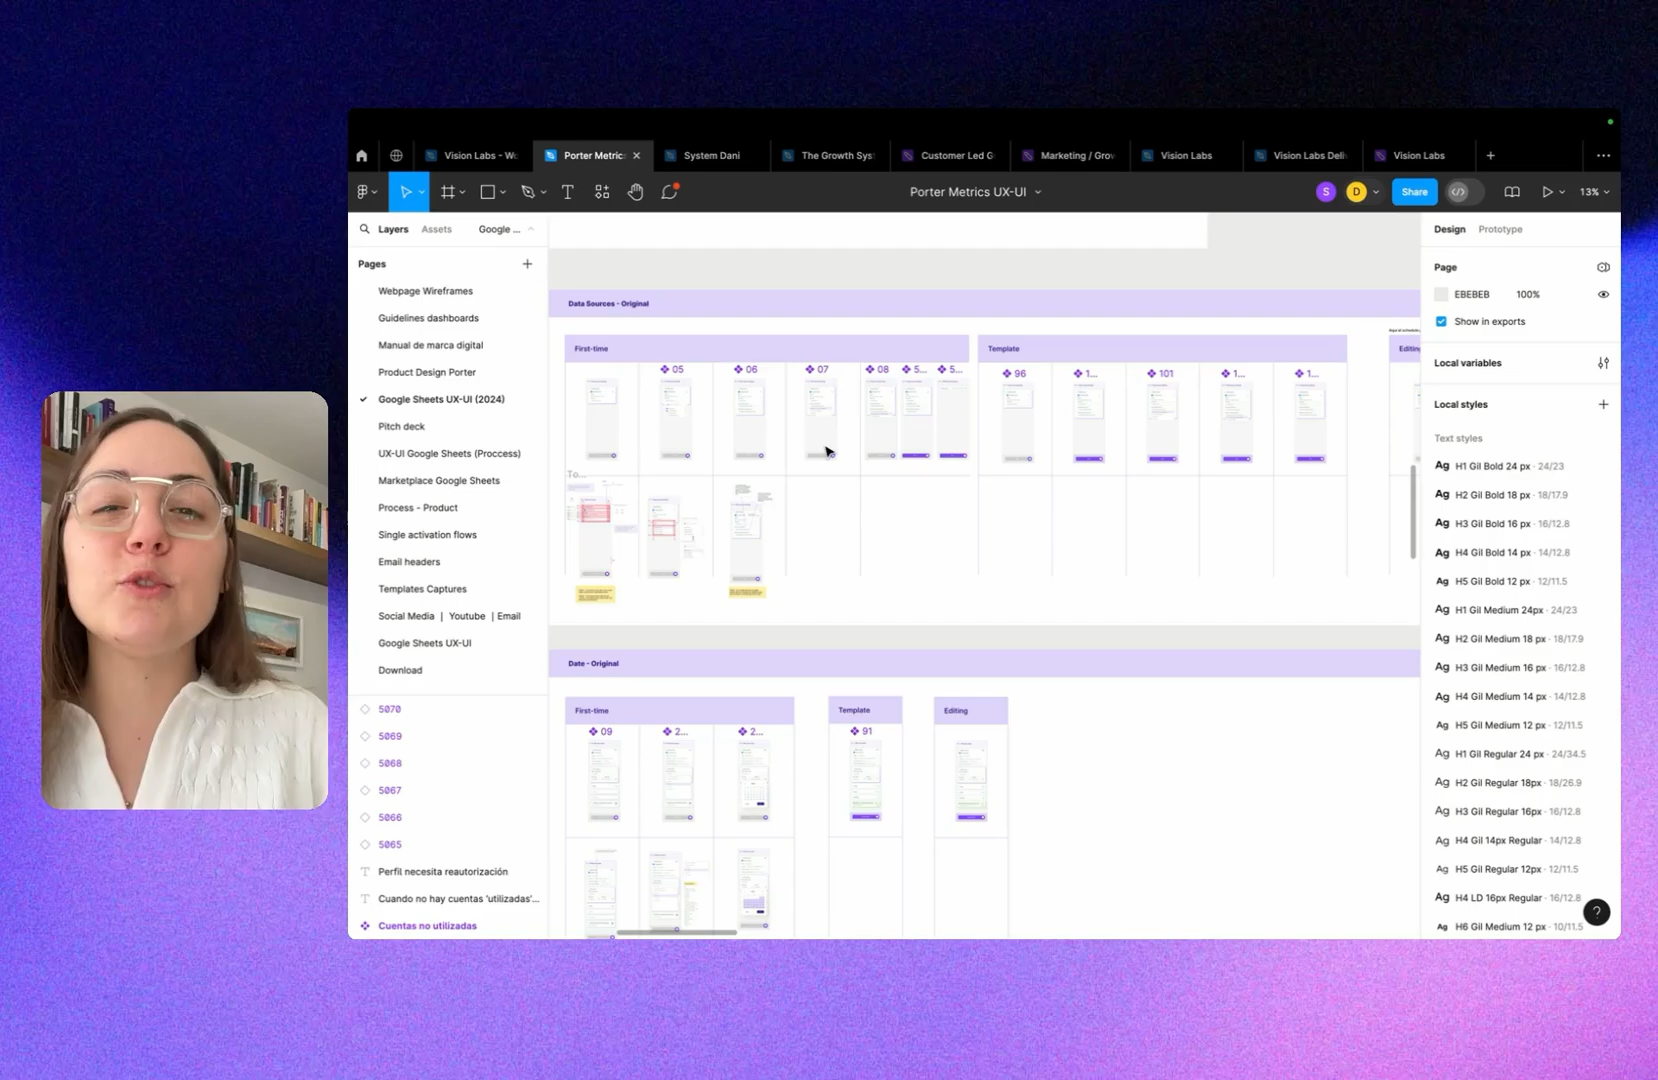 Vision Labs - Wo
Porter Metric
System Dani
The Growth Sys
Customer Led G
Marketing / Grov
Vision Labs
Vision Labs Deli
Vision Labs
Porter Metrics UX-UI
S
D
Share
13%
Layers
Assets
Google ...
Design
Prototype
Pages
Webpage Wireframes
Guidelines dashboards
Manual de marca digital
Product Design Porter
Google Sheets UX-UI (2024)
Pitch deck
UX-UI Google Sheets (Proccess)
Marketplace Google Sheets
Process - Product
Single activation flows
Email headers
Templates Captures
Social Media | Youtube | Email
Google Sheets UX-UI
Download
5070
5069
5068
5067
5066
5065
Perfil necesita reautorización
Cuando no hay cuentas 'utilizadas'...
Cuentas no utilizadas
Data Sources - Original
First-time
Template
Editin
05
06
07
08
5...
5...
96
1...
101
1...
1...
To...
Date - Original
First-time
Template
Editing
09
2...
2...
91
Page
EBEBEB 100%
Show in exports
Local variables
Local styles
Text styles
Ag H1 Gil Bold 24 px · 24/23
Ag H2 Gil Bold 18 px · 18/17.9
Ag H3 Gil Bold 16 px · 16/12.8
Ag H4 Gil Bold 14 px · 14/12.8
Ag H5 Gil Bold 12 px · 12/11.5
Ag H1 Gil Medium 24px · 24/23
Ag H2 Gil Medium 18 px · 18/17.9
Ag H3 Gil Medium 16 px · 16/12.8
Ag H4 Gil Medium 14 px · 14/12.8
Ag H5 Gil Medium 12 px · 12/11.5
Ag H1 Gil Regular 24 px · 24/34.5
Ag H2 Gil Regular 18px · 18/26.9
Ag H3 Gil Regular 16px · 16/12.8
Ag H4 Gil 14px Regular · 14/12.8
Ag H5 Gil Regular 12px · 12/11.5
Ag H4 LD 16px Regular · 16/12.8
Ag H6 Gil Medium 12 px · 10/11.5
?